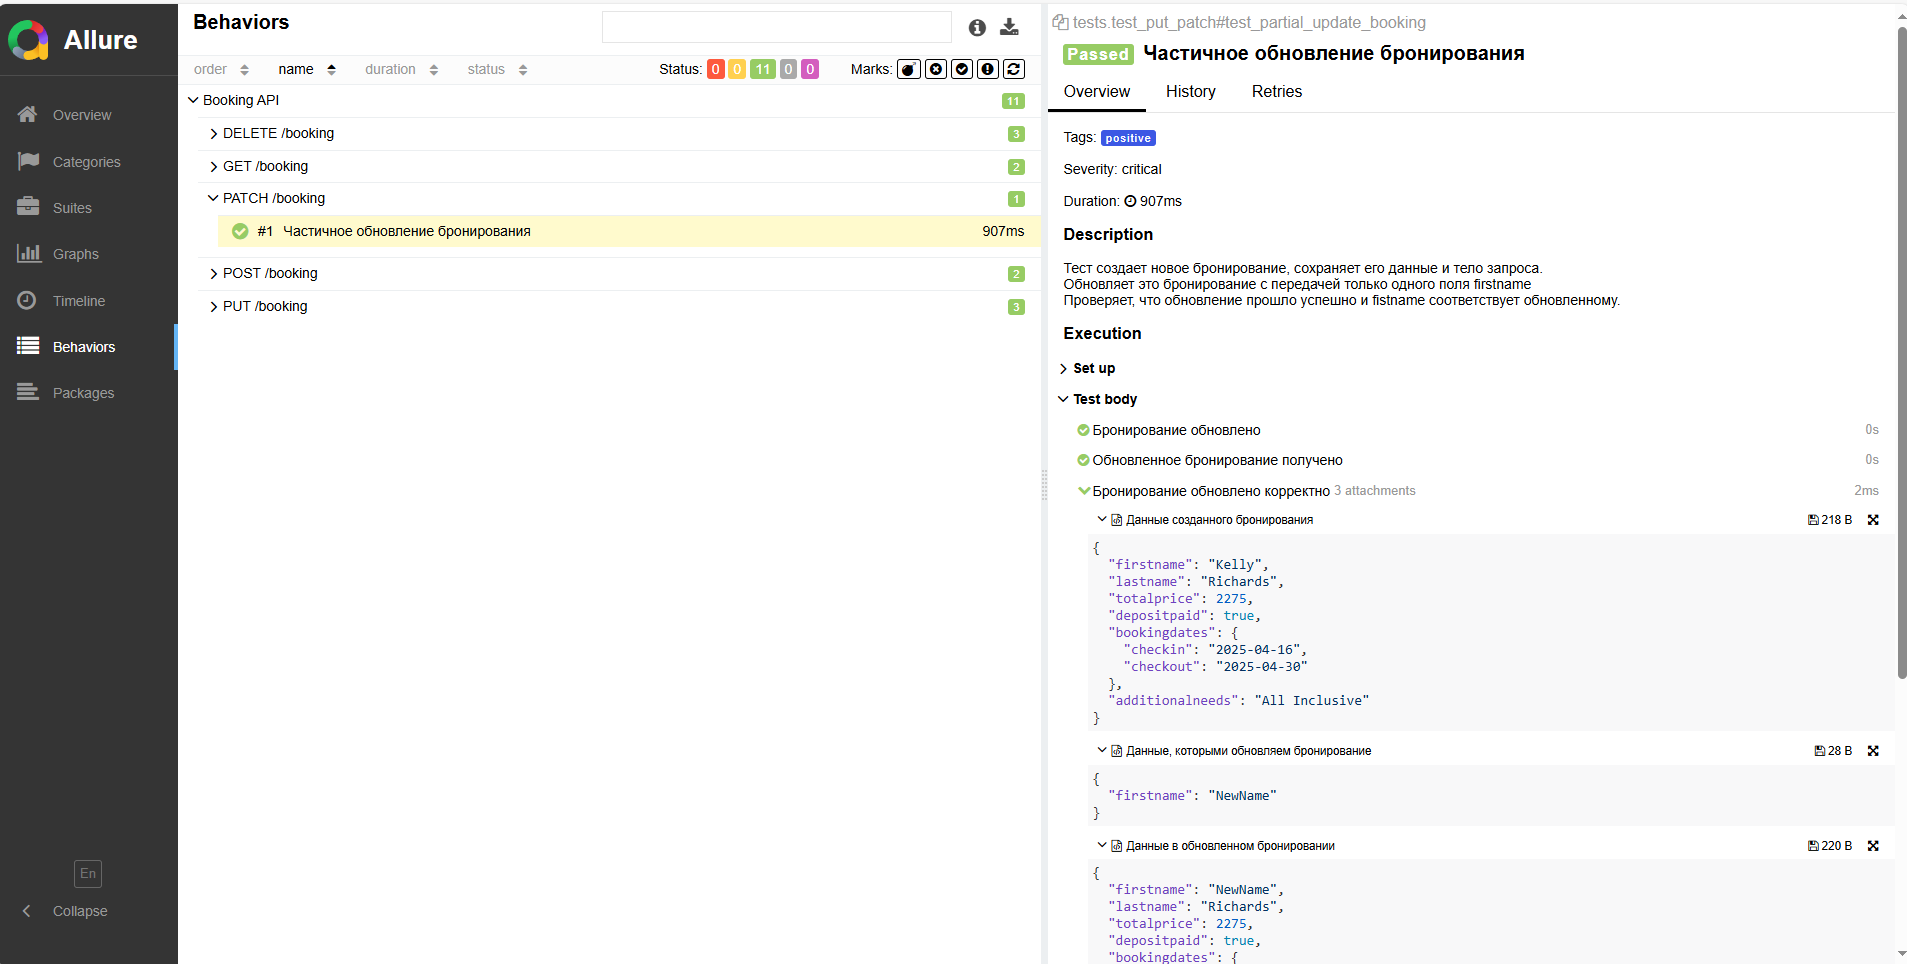 Allure
Overview
Categories
Suites
Graphs
Timeline
Behaviors
Packages
En
Collapse
Behaviors
order name duration status Status: 0 0 11 0 0 Marks:
Booking API 11
DELETE /booking 3
GET /booking 2
PATCH /booking 1
#1 Частичное обновление бронирования 907ms
POST /booking 2
PUT /booking 3
tests.test_put_patch#test_partial_update_booking
Passed Частичное обновление бронирования
Overview History Retries
Tags: positive
Severity: critical
Duration: 907ms
Description
Тест создает новое бронирование, сохраняет его данные и тело запроса.
Обновляет это бронирование с передачей только одного поля firstname
Проверяет, что обновление прошло успешно и fistname соответствует обновленному.
Execution
Set up
Test body
Бронирование обновлено 0s
Обновленное бронирование получено 0s
Бронирование обновлено корректно 3 attachments 2ms
Данные созданного бронирования 218 B
{
"firstname": "Kelly",
"lastname": "Richards",
"totalprice": 2275,
"depositpaid": true,
"bookingdates": {
"checkin": "2025-04-16",
"checkout": "2025-04-30"
},
"additionalneeds": "All Inclusive"
}
Данные, которыми обновляем бронирование 28 B
{
"firstname": "NewName"
}
Данные в обновленном бронировании 220 B
{
"firstname": "NewName",
"lastname": "Richards",
"totalprice": 2275,
"depositpaid": true,
"bookingdates": {